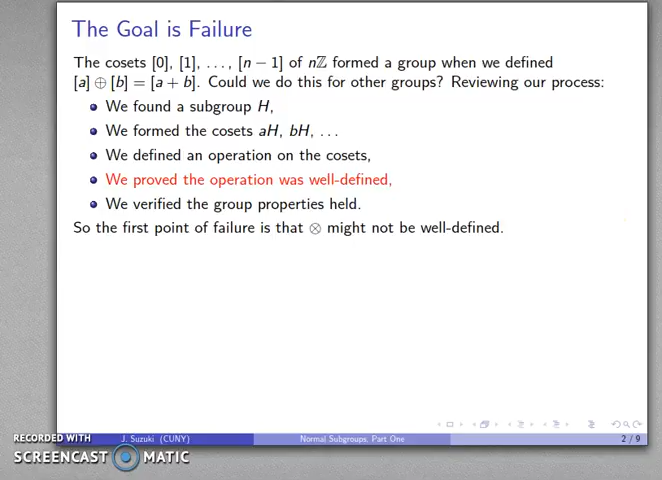 The Goal is Failure
The cosets [0], [1], ..., [n − 1] of nℤ formed a group when we defined
[a] ⊕ [b] = [a + b]. Could we do this for other groups? Reviewing our process:
We found a subgroup H,
We formed the cosets aH, bH, ...
We defined an operation on the cosets,
We proved the operation was well-defined,
We verified the group properties held.
So the first point of failure is that ⊗ might not be well-defined.
J. Suzuki (CUNY) Normal Subgroups, Part One 2 / 9
RECORDED WITH
SCREENCAST MATIC